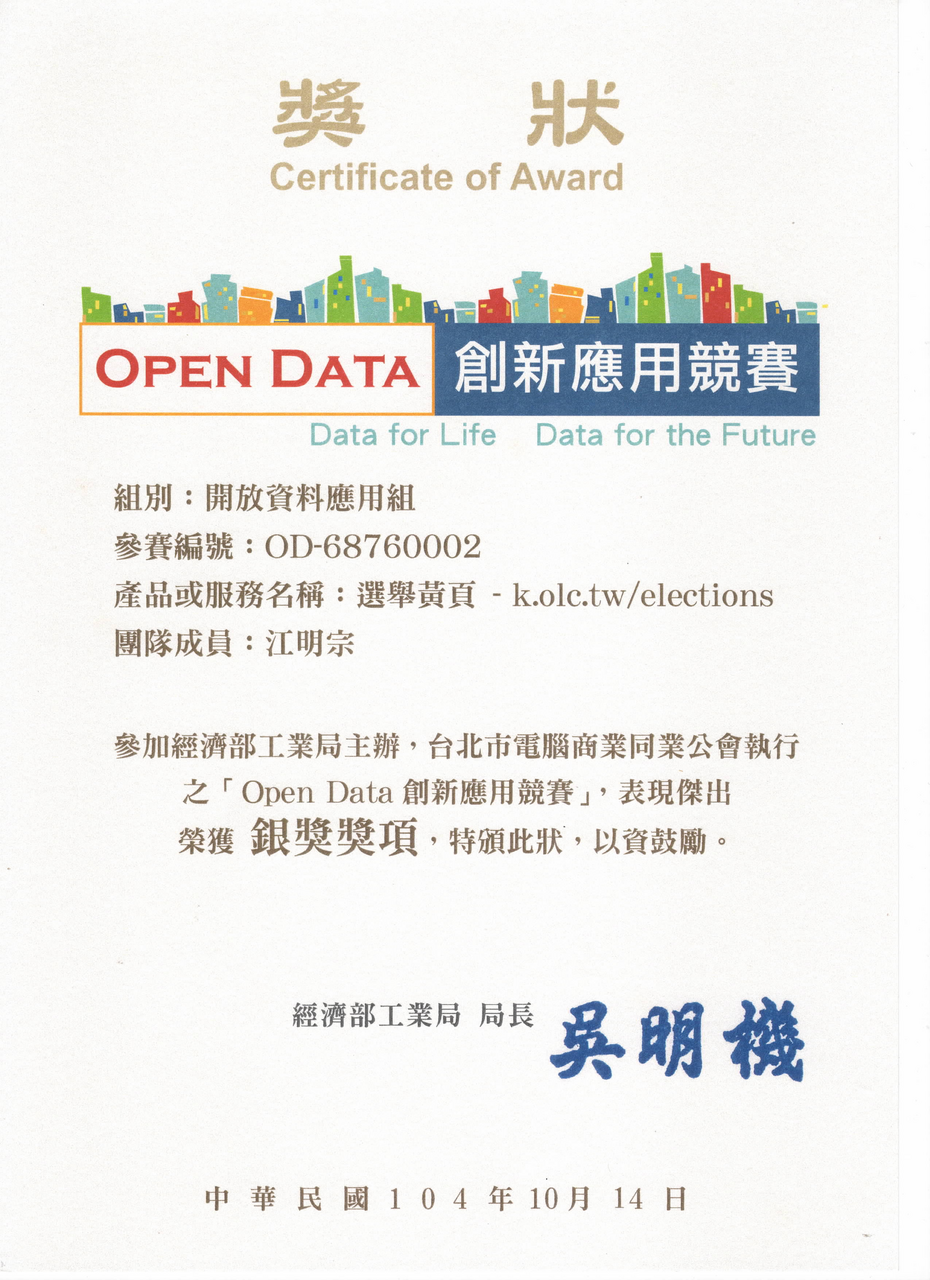 獎 狀
Certificate of Award
OPEN DATA 創新應用競賽
Data for Life Data for the Future
組別：開放資料應用組
參賽編號：OD-68760002
產品或服務名稱：選舉黃頁 - k.olc.tw/elections
團隊成員：江明宗
參加經濟部工業局主辦，台北市電腦商業同業公會執行
之「Open Data 創新應用競賽」，表現傑出
榮獲 銀獎獎項，特頒此狀，以資鼓勵。
經濟部工業局 局長 吳明機
中華民國104年10月14日